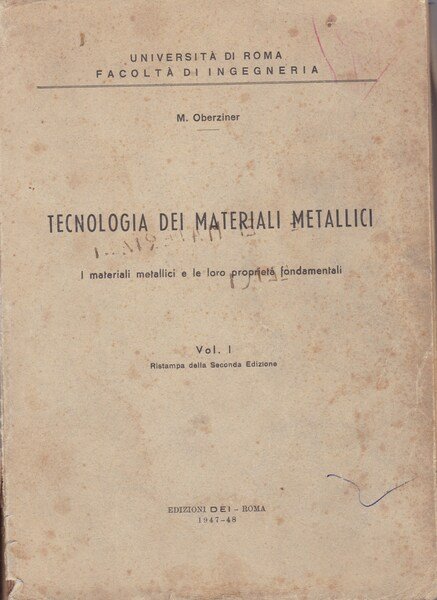 UNIVERSITÀ DI ROMA
FACOLTÀ DI INGEGNERIA
M. Oberziner
TECNOLOGIA DEI MATERIALI METALLICI
I materiali metallici e le loro proprietà fondamentali
Vol. I
Ristampa della Seconda Edizione
EDIZIONI DEI - ROMA
1947-48